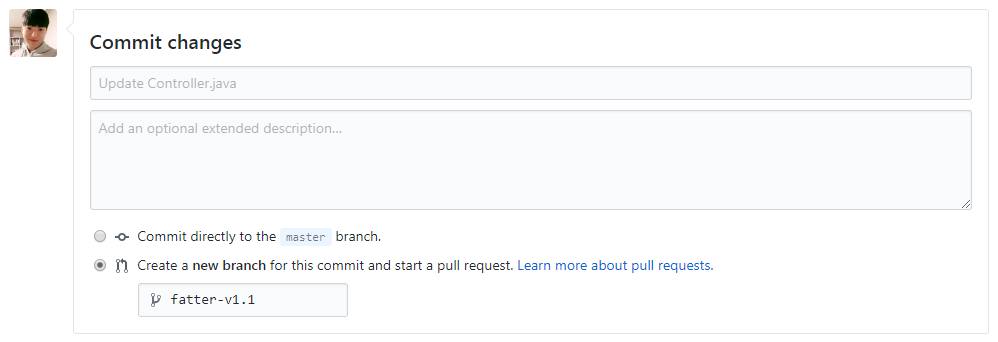 Commit changes
Update Controller.java
Add an optional extended description...
Commit directly to the master branch.
Create a new branch for this commit and start a pull request. Learn more about pull requests.
fatter-v1.1